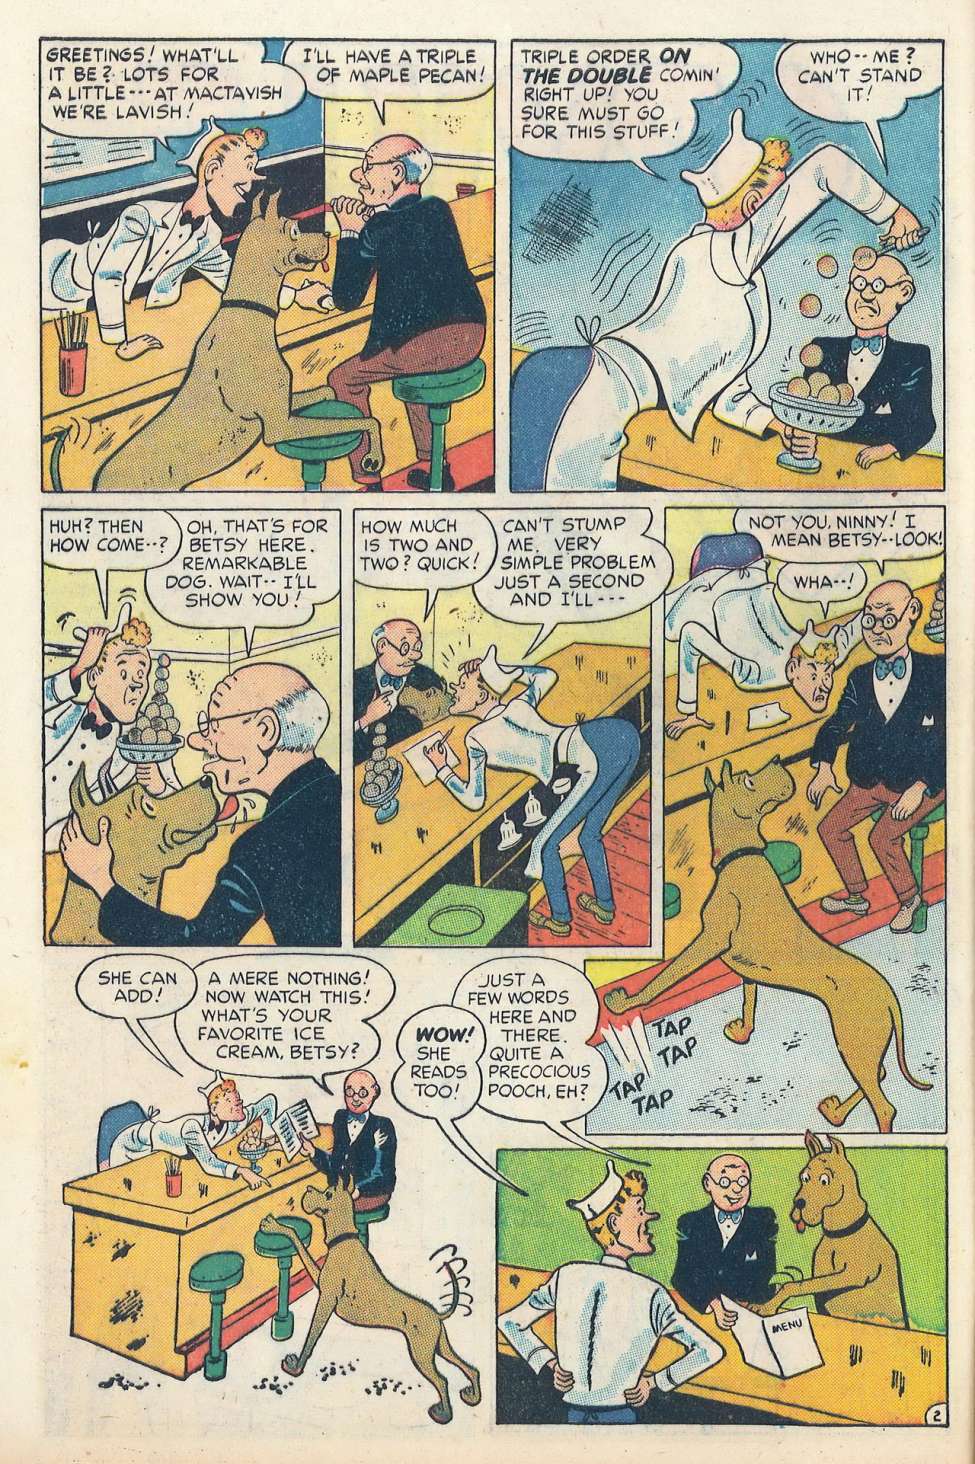 GREETINGS! WHAT'LL
IT BE? LOTS FOR
A LITTLE---AT MACTAVISH
WE'RE LAVISH!
I'LL HAVE A TRIPLE
OF MAPLE PECAN!
TRIPLE ORDER ON
THE DOUBLE COMIN'
RIGHT UP! YOU
SURE MUST GO
FOR THIS STUFF!
WHO--ME?
CAN'T STAND
IT!
HUH? THEN
HOW COME--?
OH, THAT'S FOR
BETSY HERE.
REMARKABLE
DOG. WAIT--I'LL
SHOW YOU!
HOW MUCH
IS TWO AND
TWO? QUICK!
CAN'T STUMP
ME. VERY
SIMPLE PROBLEM
JUST A SECOND
AND I'LL---
NOT YOU, NINNY! I
MEAN BETSY--LOOK!
WHA--!
TAP
TAP
TAP
TAP
SHE CAN
ADD!
A MERE NOTHING!
NOW WATCH THIS!
WHAT'S YOUR
FAVORITE ICE
CREAM, BETSY?
WOW!
SHE
READS
TOO!
JUST A
FEW WORDS
HERE AND
THERE.
QUITE A
PRECOCIOUS
POOCH, EH?
MENU
2